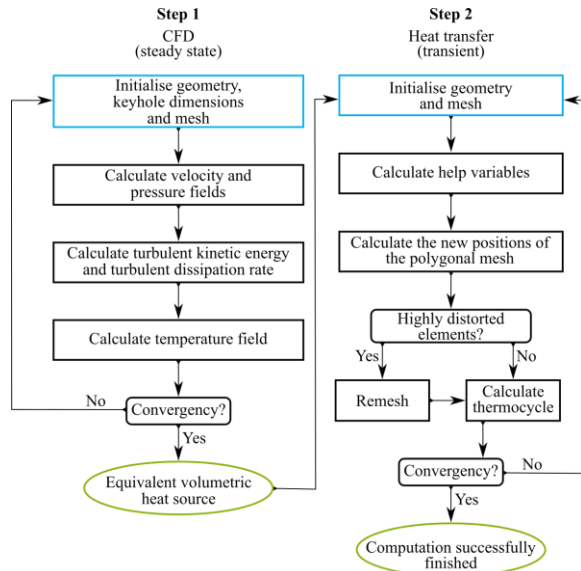 Step 1
CFD
(steady state)
Initialise geometry,
keyhole dimensions
and mesh
Calculate velocity and
pressure fields
Calculate turbulent kinetic energy
and turbulent dissipation rate
Calculate temperature field
No
Convergency?
Yes
Equivalent volumetric
heat source
Step 2
Heat transfer
(transient)
Initialise geometry
and mesh
Calculate help variables
Calculate the new positions of
the polygonal mesh
Highly distorted
elements?
Yes
No
Remesh
Calculate
thermocycle
Convergency?
No
Yes
Computation successfully
finished